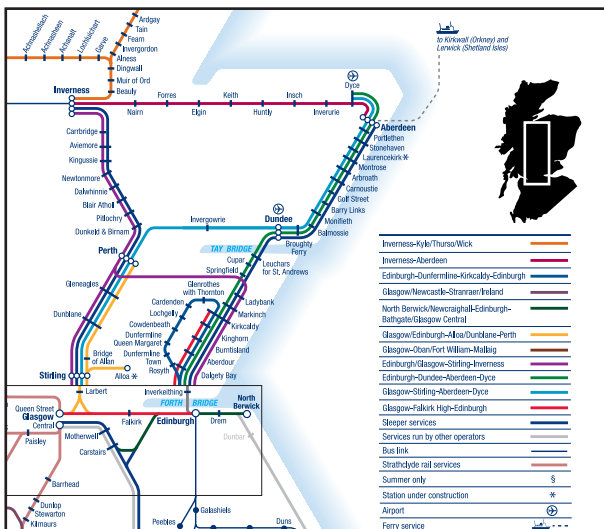 Achnashellach
Achnasheen
Achanalt
Lochluichart
Garve
Ardgay
Tain
Fearn
Invergordon
Alness
Dingwall
Muir of Ord
Beauly
Inverness
Nairn
Forres
Elgin
Keith
Huntly
Insch
Inverurie
Dyce
to Kirkwall (Orkney) and
Lerwick (Shetland Isles)
Aberdeen
Portlethen
Stonehaven
Laurencekirk *
Montrose
Arbroath
Carnoustie
Golf Street
Barry Links
Monifieth
Balmossie
Broughty
Ferry
Dundee
Invergowrie
TAY BRIDGE
Carrbridge
Aviemore
Kingussie
Newtonmore
Dalwhinnie
Blair Athol
Pitlochry
Dunkeld & Birnam
Perth
Gleneagles
Dunblane
Bridge
of Allan
Stirling
Alloa *
Larbert
Cupar
Springfield
Leuchars
for St. Andrews
Ladybank
Markinch
Kirkcaldy
Kinghorn
Burntisland
Aberdour
Dalgety Bay
Glenrothes
with Thornton
Cardenden
Lochgelly
Cowdenbeath
Dunfermline
Queen Margaret
Dunfermline
Town
Rosyth
Inverkeithing
FORTH BRIDGE
Queen Street
Glasgow
Central
Paisley
Falkirk
Edinburgh
Drem
North
Berwick
Dunbar
Motherwell
Carstairs
Barrhead
Dunlop
Stewarton
Kilmaurs
Peebles
Galashiels
Duns
Inverness-Kyle/Thurso/Wick
Inverness-Aberdeen
Edinburgh-Dunfermline-Kirkcaldy-Edinburgh
Glasgow/Newcastle-Stranraer/Ireland
North Berwick/Newcraighall-Edinburgh-
Bathgate/Glasgow Central
Glasgow/Edinburgh-Alloa/Dunblane-Perth
Glasgow-Oban/Fort William-Mallaig
Edinburgh/Glasgow-Stirling-Inverness
Edinburgh-Dundee-Aberdeen-Dyce
Glasgow-Stirling-Aberdeen-Dyce
Glasgow-Falkirk High-Edinburgh
Sleeper services
Services run by other operators
Bus link
Strathclyde rail services
Summer only §
Station under construction *
Airport
Ferry service